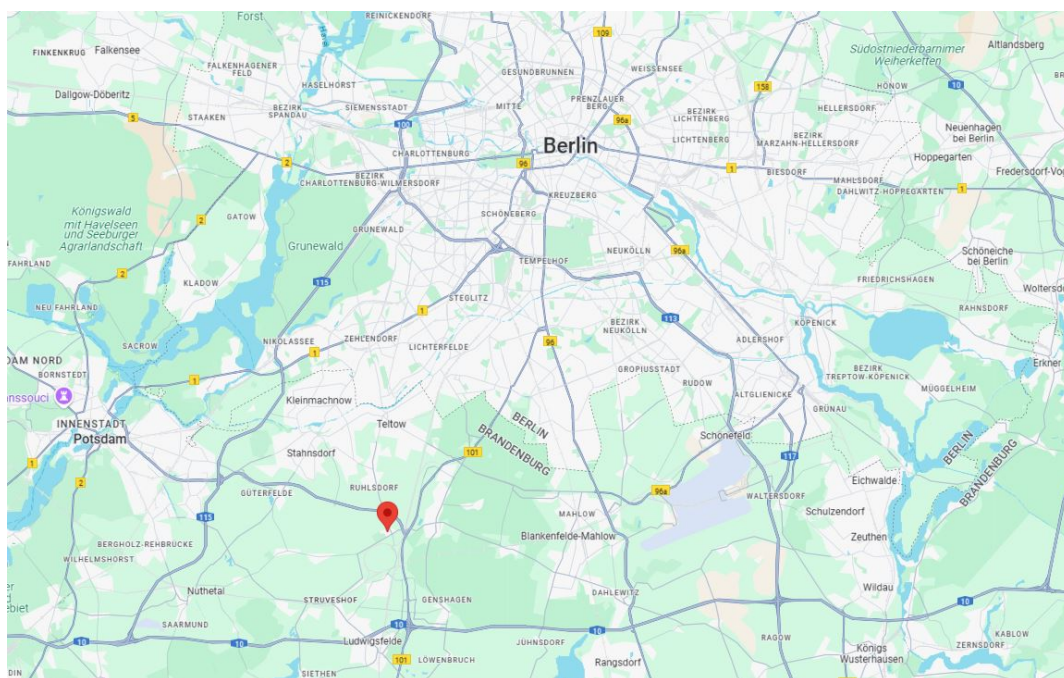 Forst
REINICKENDORF
109
Altlandsberg
FINKENKRUG
Falkensee
FALKENHAGENER
FELD
HASELHORST
GESUNDBRUNNEN
WEISSENSEE
Südostniederbarnimer
Weiherketten
HÖNOW
10
Dallgow-Döberitz
5
STAAKEN
BEZIRK
SPANDAU
SIEMENSSTADT
100
MITTE
PRENZLAUER
BERG
96a
BEZIRK
LICHTENBERG
158
HELLERSDORF
Neuenhagen
bei Berlin
2
CHARLOTTENBURG
Berlin
96
LICHTENBERG
BEZIRK
MARZAHN-HELLERSDORF
Hoppegarten
BEZIRK
CHARLOTTENBURG-WILMERSDORF
KREUZBERG
1
BIESDORF
MAHLSDORF
DAHLWITZ-HOPPEGARTEN
1
Fredersdorf-Vo
Königswald
mit Havelseen
und Seeburger
Agrarlandschaft
2
GATOW
GRUNEWALD
Grunewald
SCHÖNEBERG
TEMPELHOF
NEUKÖLLN
96a
Schöneiche
bei Berlin
FAHRLAND
2
KLADOW
115
STEGLITZ
1
FRIEDRICHSHAGEN
RAHNSDORF
Woltersd
NEU FAHRLAND
SACROW
NIKOLASSEE
ZEHLENDORF
1
LICHTERFELDE
96
BEZIRK
NEUKÖLLN
113
ADLERSHOF
KÖPENICK
Erkner
DAM NORD
BORNSTEDT
1
GROPIUSSTADT
RUDOW
BEZIRK
TREPTOW-KÖPENICK
MÜGGELHEIM
anssouci
INNENSTADT
Potsdam
Kleinmachnow
Teltow
BERLIN
BRANDENBURG
ALTGLIENICKE
GRÜNAU
Schönefeld
BERLIN
BRANDENBURG
1
2
Stahnsdorf
101
117
GÜTERFELDE
RUHLSDORF
96a
WALTERSDORF
Eichwalde
115
MAHLOW
Schulzendorf
BERGHOLZ-REHBRÜCKE
WILHELMSHORST
Blankenfelde-Mahlow
Zeuthen
Nuthetal
STRUVESHOF
GENSHAGEN
DAHLEWITZ
Wildau
10
SAARMUND
10
Ludwigsfelde
10
10
10
JÜHNSDORF
RAGOW
KABLOW
101
LÖWENBRUCH
Rangsdorf
Königs
Wusterhausen
ZERNSDORF
SIETHEN